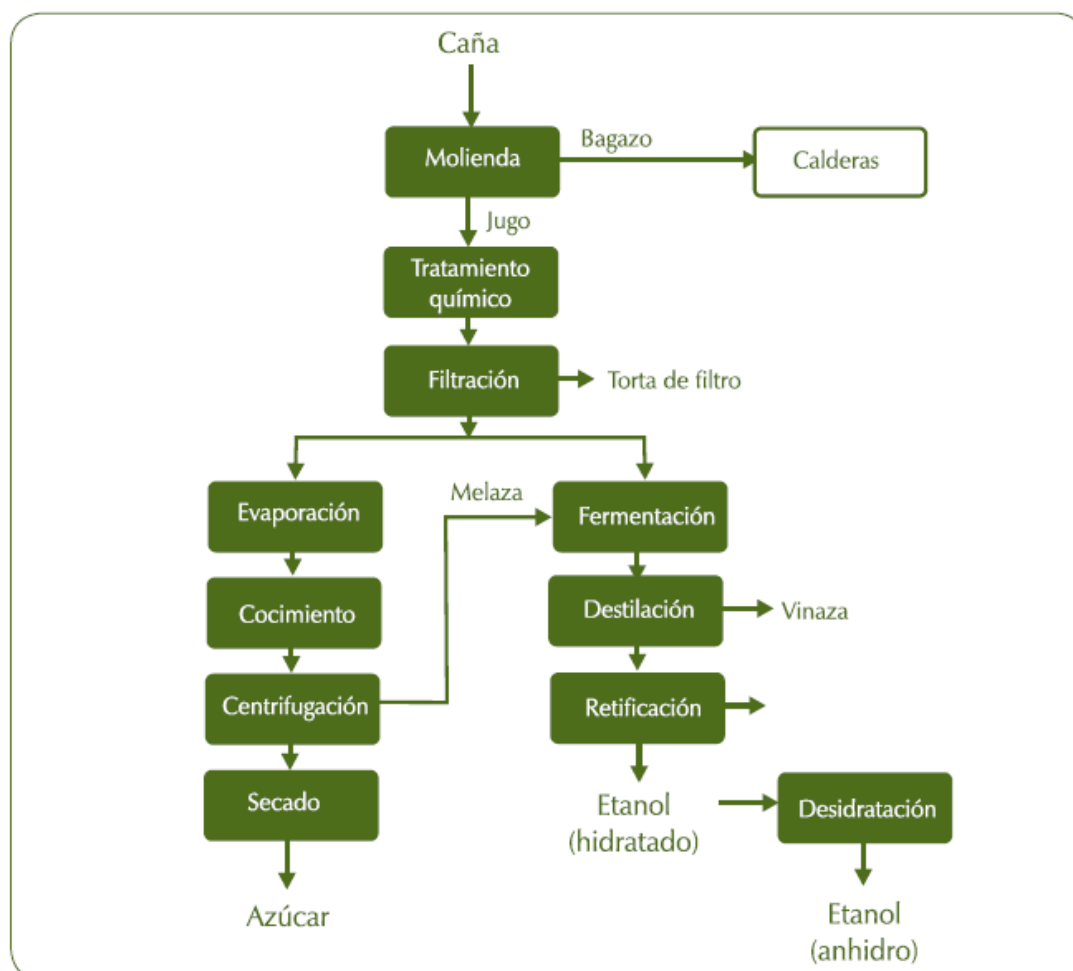 Caña
Molienda
Bagazo
Calderas
Jugo
Tratamiento
químico
Filtración
Torta de filtro
Evaporación
Melaza
Fermentación
Cocimiento
Destilación
Vinaza
Centrifugación
Retificación
Secado
Etanol
(hidratado)
Desidratación
Azúcar
Etanol
(anhidro)